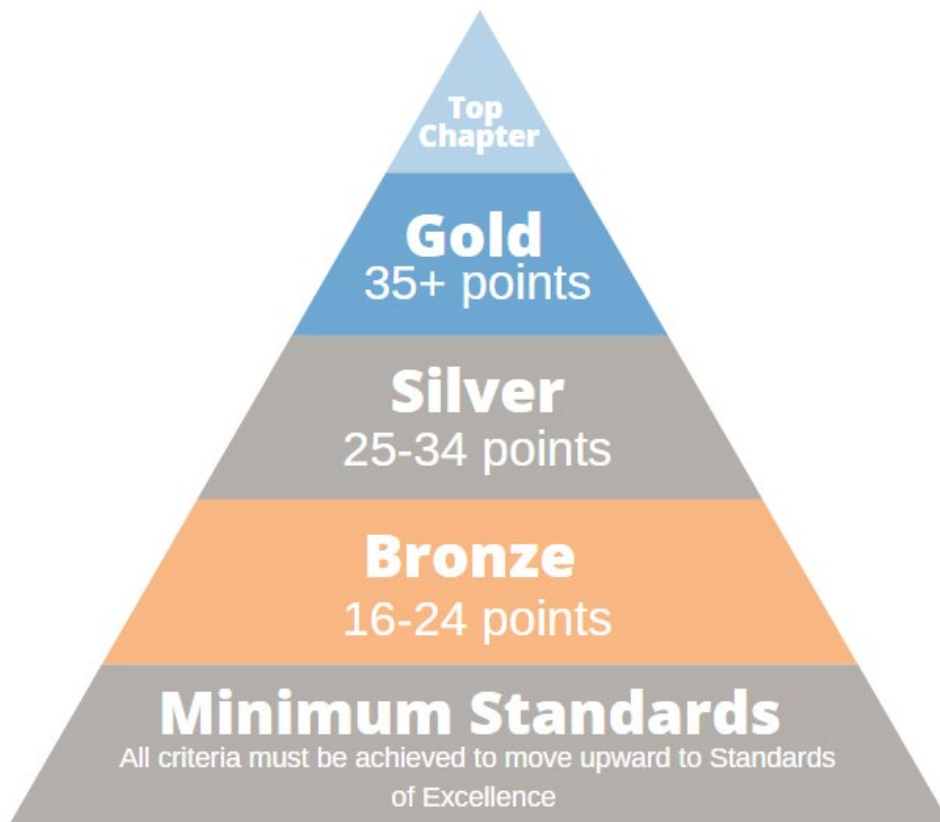 Top
Chapter
Gold
35+ points
Silver
25-34 points
Bronze
16-24 points
Minimum Standards
All criteria must be achieved to move upward to Standards
of Excellence